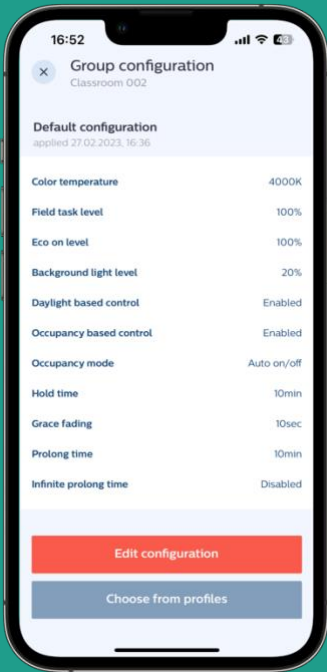 16:52
43
Group configuration
Classroom 002
Default configuration
applied 27.02.2023, 16:36
Color temperature 4000K
Field task level 100%
Eco on level 100%
Background light level 20%
Daylight based control Enabled
Occupancy based control Enabled
Occupancy mode Auto on/off
Hold time 10min
Grace fading 10sec
Prolong time 10min
Infinite prolong time Disabled
Edit configuration
Choose from profiles